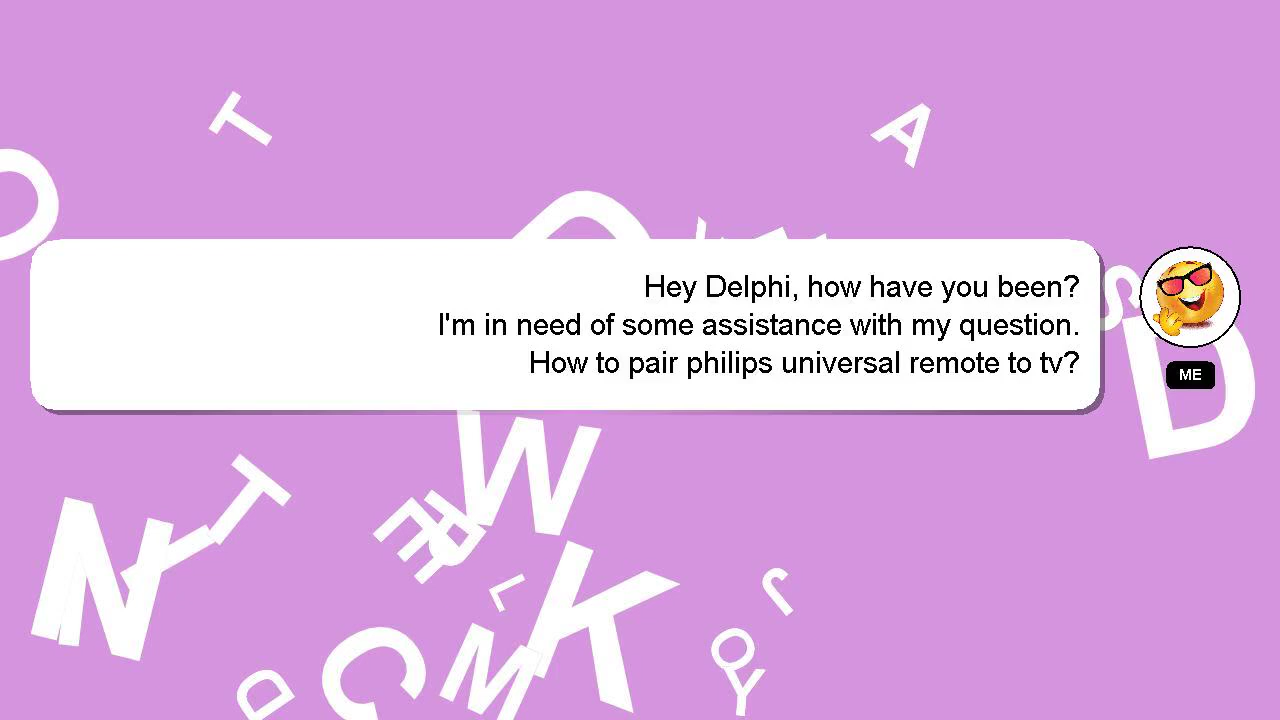 Hey Delphi, how have you been?
I'm in need of some assistance with my question.
How to pair philips universal remote to tv?
ME
T
A
O
S
D
W
T
N
E
R
L
K
J
M
C
O
Y
D